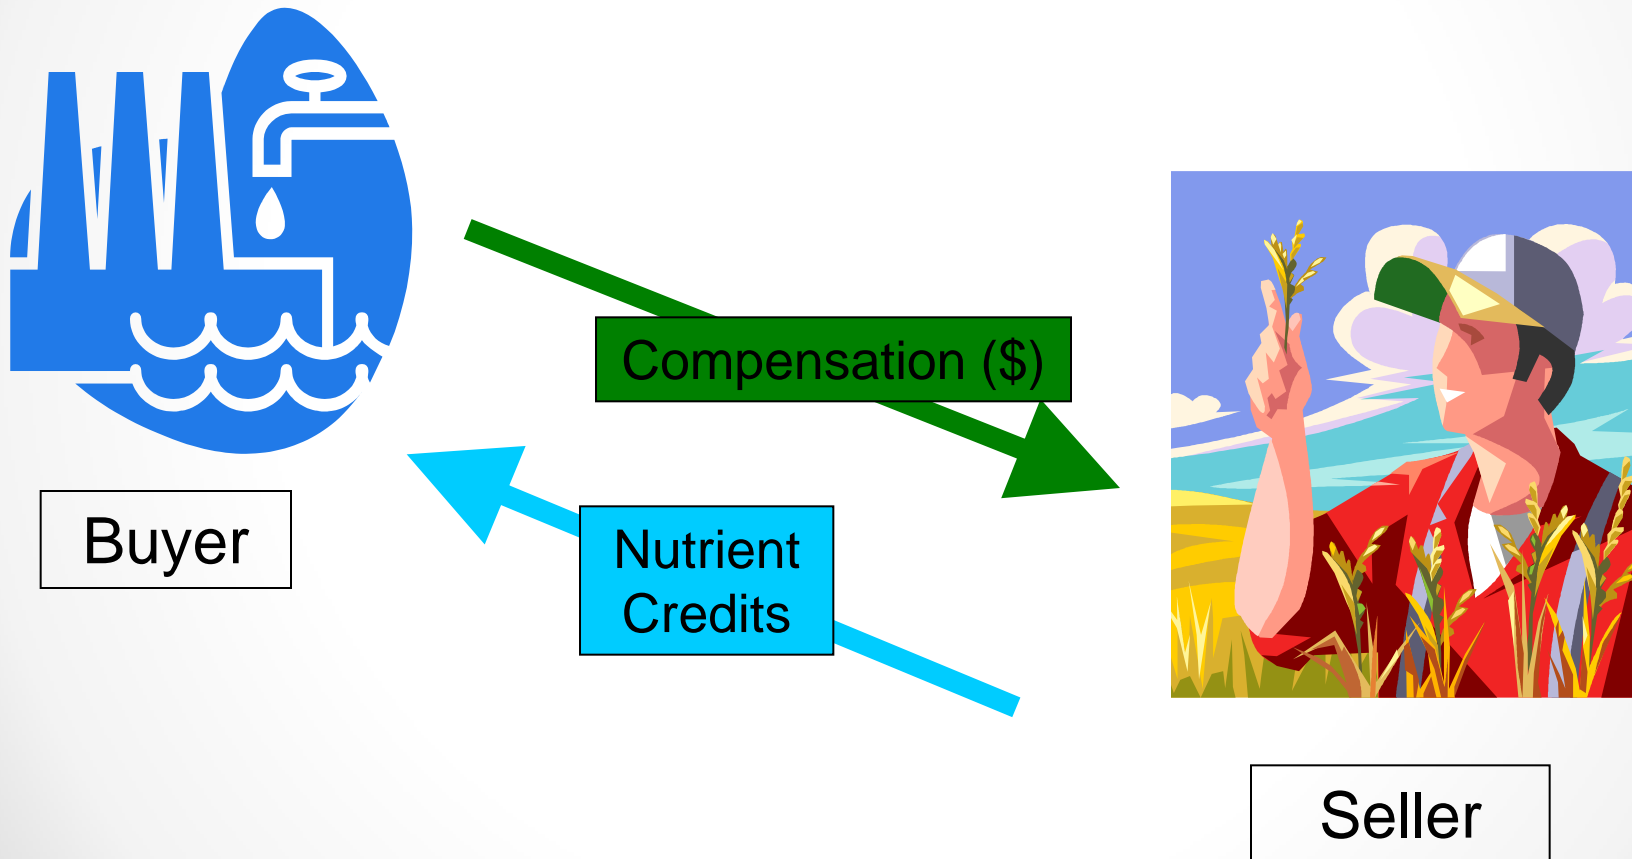 Compensation ($)
Buyer
Nutrient
Credits
Seller